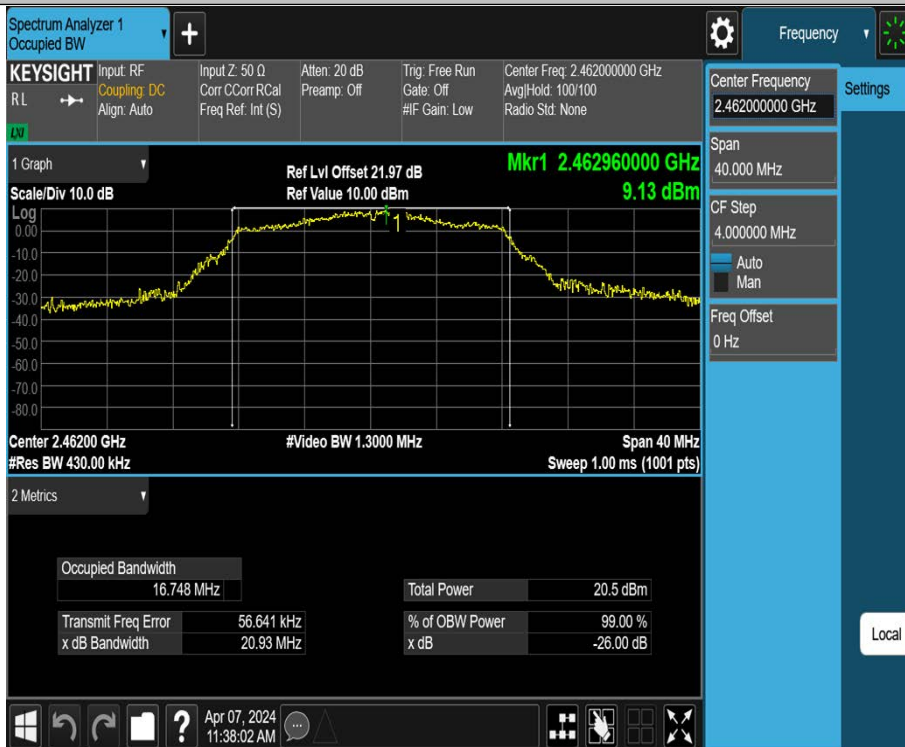 Spectrum Analyzer 1
Occupied BW
+
Frequency
KEYSIGHT
R L
LXI
Input: RF
Coupling: DC
Align: Auto
Input Z: 50 Ω
Corr CCorr RCal
Freq Ref: Int (S)
Atten: 20 dB
Preamp: Off
Trig: Free Run
Gate: Off
#IF Gain: Low
Center Freq: 2.462000000 GHz
Avg|Hold: 100/100
Radio Std: None
Center Frequency
2.462000000 GHz
Settings
Span
40.000 MHz
CF Step
4.000000 MHz
Auto
Man
Freq Offset
0 Hz
1 Graph
Scale/Div 10.0 dB
Ref Lvl Offset 21.97 dB
Ref Value 10.00 dBm
Mkr1 2.462960000 GHz
9.13 dBm
Log
0.00
-10.0
-20.0
-30.0
-40.0
-50.0
-60.0
-70.0
-80.0
1
Center 2.46200 GHz
#Res BW 430.00 kHz
#Video BW 1.3000 MHz
Span 40 MHz
Sweep 1.00 ms (1001 pts)
2 Metrics
Occupied Bandwidth
16.748 MHz
Total Power 20.5 dBm
Transmit Freq Error 56.641 kHz
% of OBW Power 99.00 %
x dB Bandwidth 20.93 MHz
x dB -26.00 dB
Local
?
Apr 07, 2024
11:38:02 AM